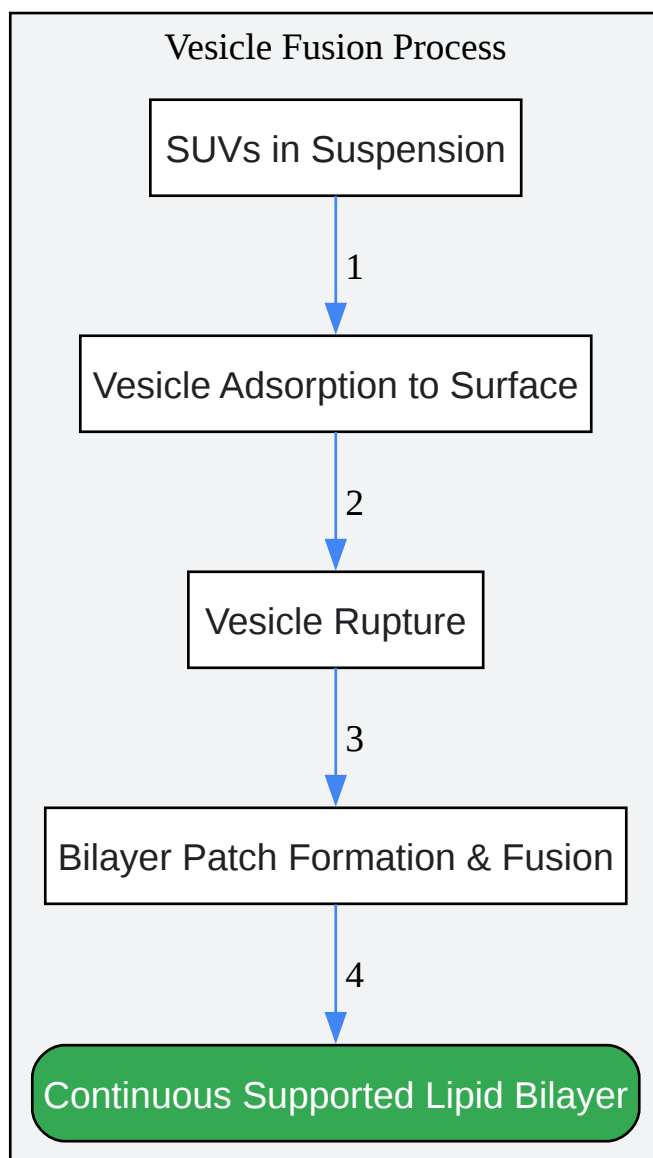 Vesicle Fusion Process
SUVs in Suspension
1
Vesicle Adsorption to Surface
2
Vesicle Rupture
3
Bilayer Patch Formation & Fusion
4
Continuous Supported Lipid Bilayer